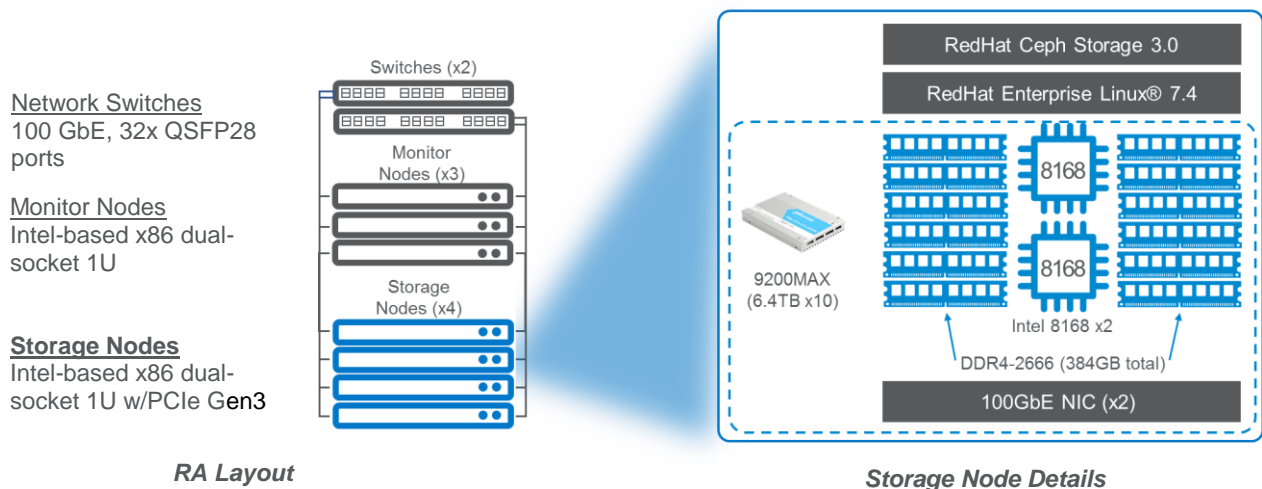 Network Switches
100 GbE, 32x QSFP28
ports
Monitor Nodes
Intel-based x86 dual-
socket 1U
Storage Nodes
Intel-based x86 dual-
socket 1U w/PCIe Gen3
Switches (x2)
Monitor
Nodes (x3)
Storage
Nodes (x4)
RA Layout
RedHat Ceph Storage 3.0
RedHat Enterprise Linux® 7.4
8168
8168
9200MAX
(6.4TB x10)
Intel 8168 x2
DDR4-2666 (384GB total)
100GbE NIC (x2)
Storage Node Details